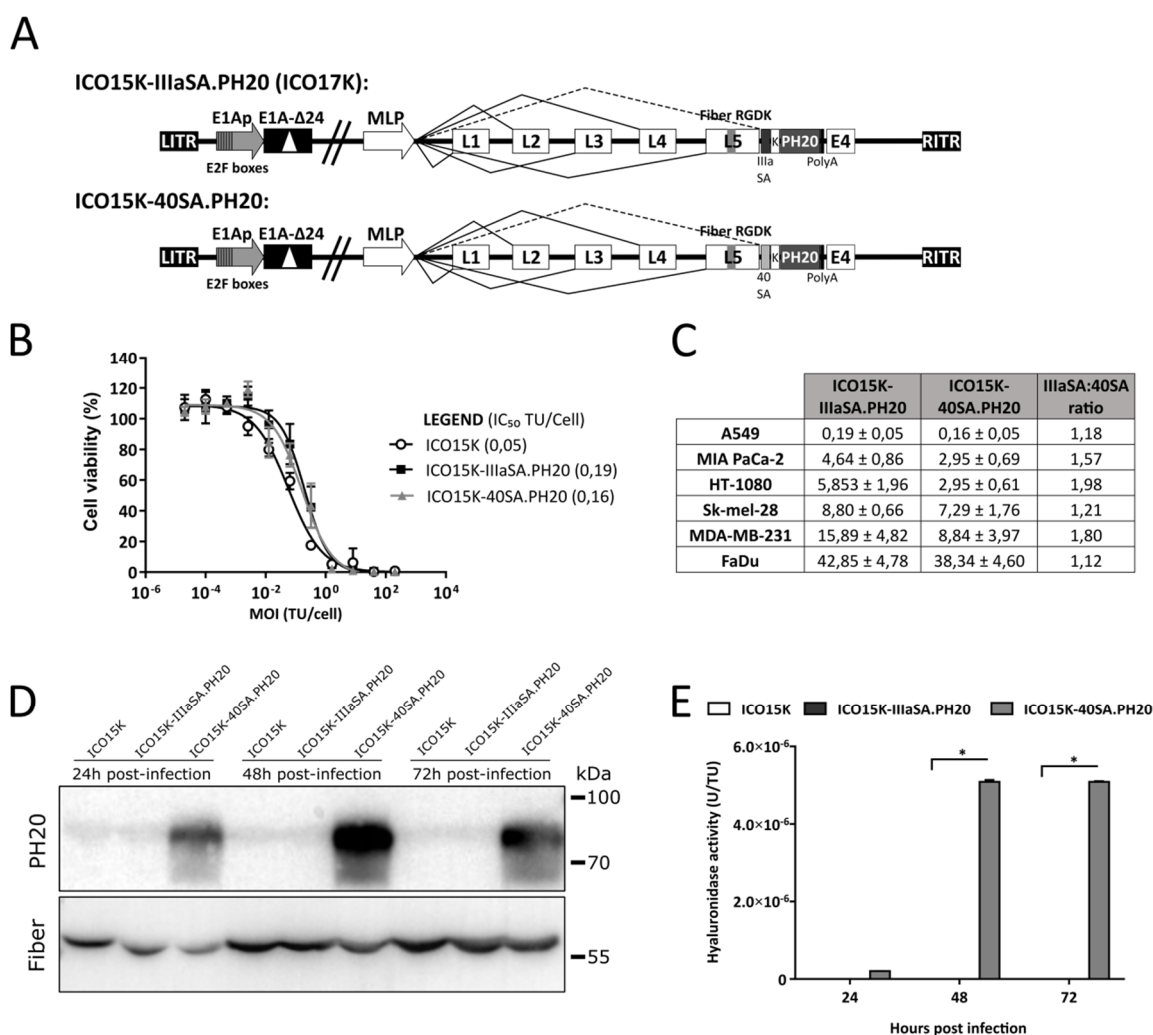 A
ICO15K-IIIaSA.PH20 (ICO17K):
E1Ap E1A-Δ24 MLP Fiber RGDK
LITR L1 L2 L3 L4 L5 K PH20 E4 RITR
E2F boxes IIIa PolyA
SA
ICO15K-40SA.PH20:
E1Ap E1A-Δ24 MLP Fiber RGDK
LITR L1 L2 L3 L4 L5 K PH20 E4 RITR
E2F boxes 40 PolyA
SA
B
Cell viability (%)
140
120
100
80
60
40
20
0
10⁻⁶ 10⁻⁴ 10⁻² 10⁰ 10² 10⁴
MOI (TU/cell)
LEGEND (IC₅₀ TU/Cell)
ICO15K (0,05)
ICO15K-IIIaSA.PH20 (0,19)
ICO15K-40SA.PH20 (0,16)
C
ICO15K- ICO15K- IIIaSA:40SA
IIIaSA.PH20 40SA.PH20 ratio
A549 0,19 ± 0,05 0,16 ± 0,05 1,18
MIA PaCa-2 4,64 ± 0,86 2,95 ± 0,69 1,57
HT-1080 5,853 ± 1,96 2,95 ± 0,61 1,98
Sk-mel-28 8,80 ± 0,66 7,29 ± 1,76 1,21
MDA-MB-231 15,89 ± 4,82 8,84 ± 3,97 1,80
FaDu 42,85 ± 4,78 38,34 ± 4,60 1,12
D
ICO15K ICO15K-IIIaSA.PH20 ICO15K-40SA.PH20 ICO15K ICO15K-IIIaSA.PH20 ICO15K-40SA.PH20 ICO15K ICO15K-IIIaSA.PH20 ICO15K-40SA.PH20
24h post-infection 48h post-infection 72h post-infection kDa
PH20
100
70
Fiber
55
E
ICO15K ICO15K-IIIaSA.PH20 ICO15K-40SA.PH20
Hyaluronidase activity (U/TU)
6.0×10⁻⁶
4.0×10⁻⁶
2.0×10⁻⁶
0
* *
24 48 72
Hours post infection